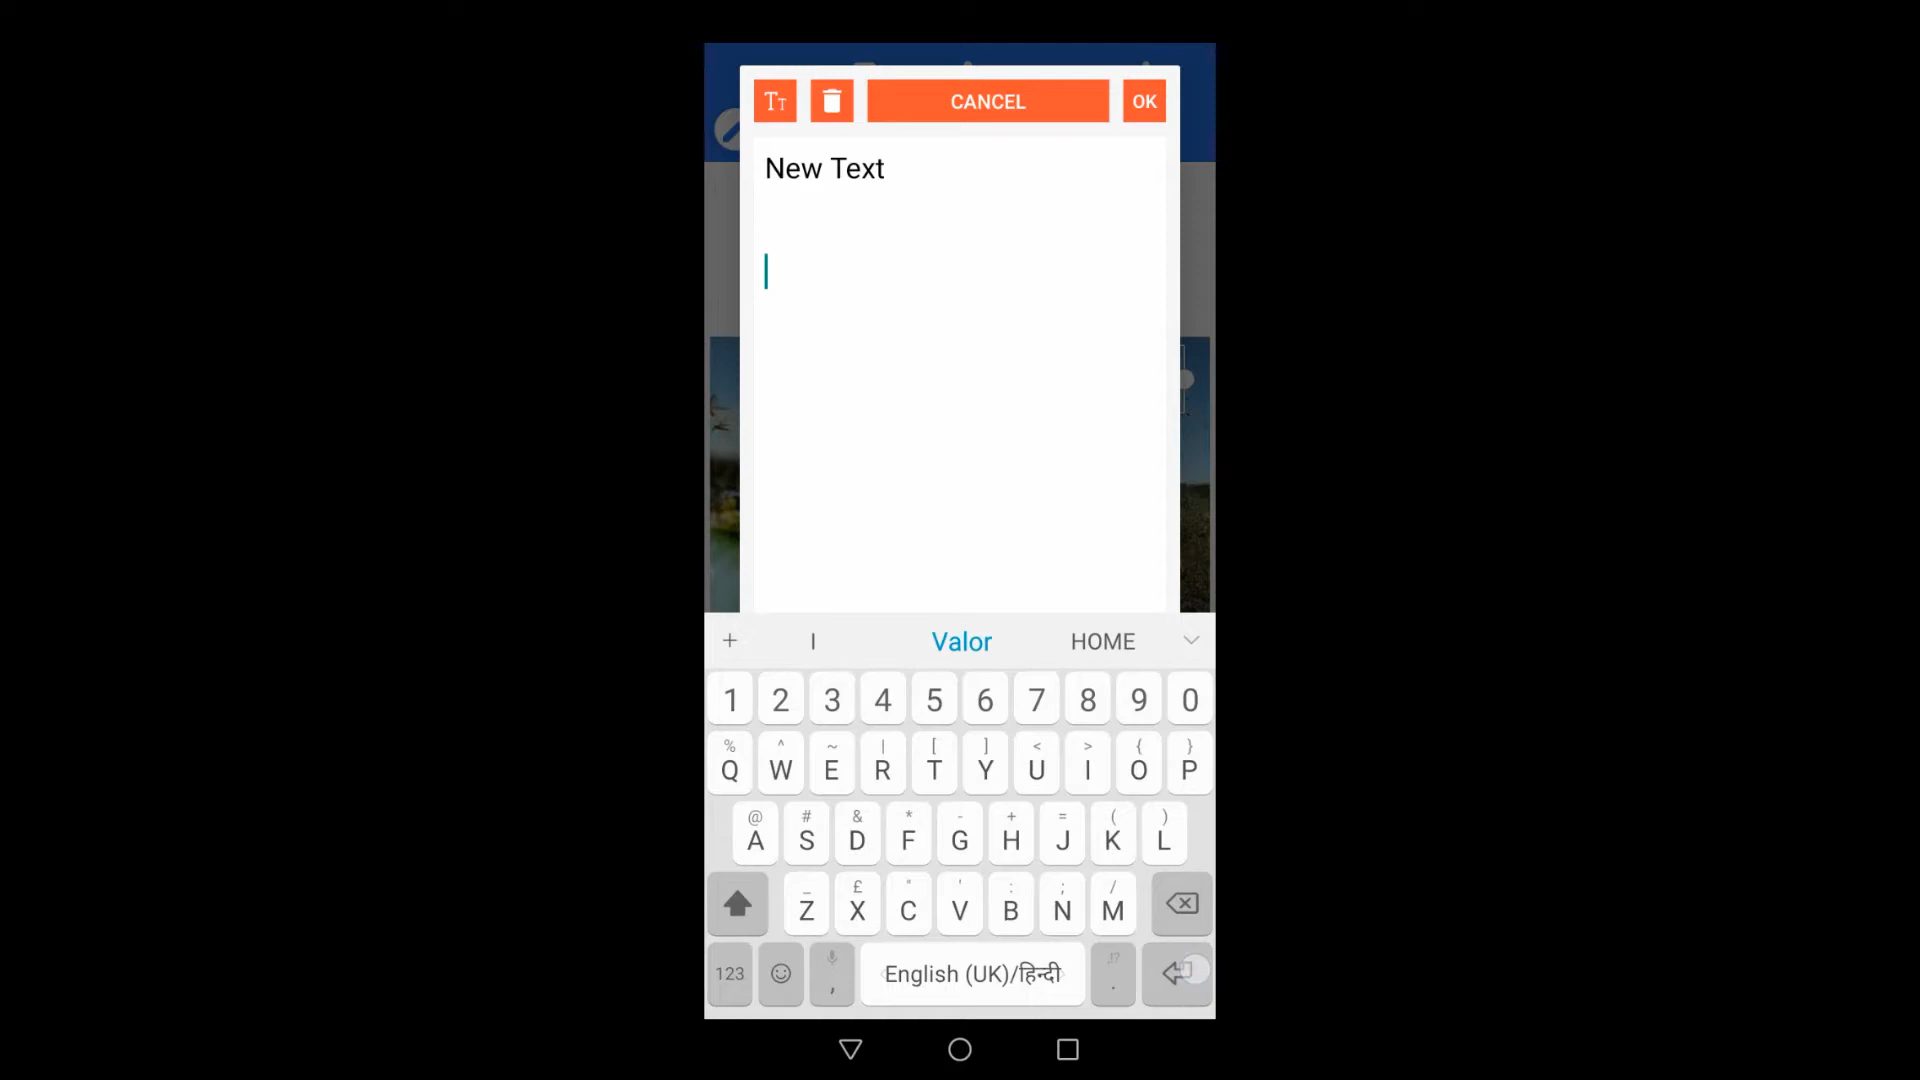 CANCEL
OK
New Text
+ I Valor HOME
1 2 3 4 5 6 7 8 9 0
% ^ ~ | [ ] < > { }
Q W E R T Y U I O P
@ # & * - + = ( )
A S D F G H J K L
_ £ " ' : ; /
Z X C V B N M
,!?
123 , English (UK)/हिन्दी .